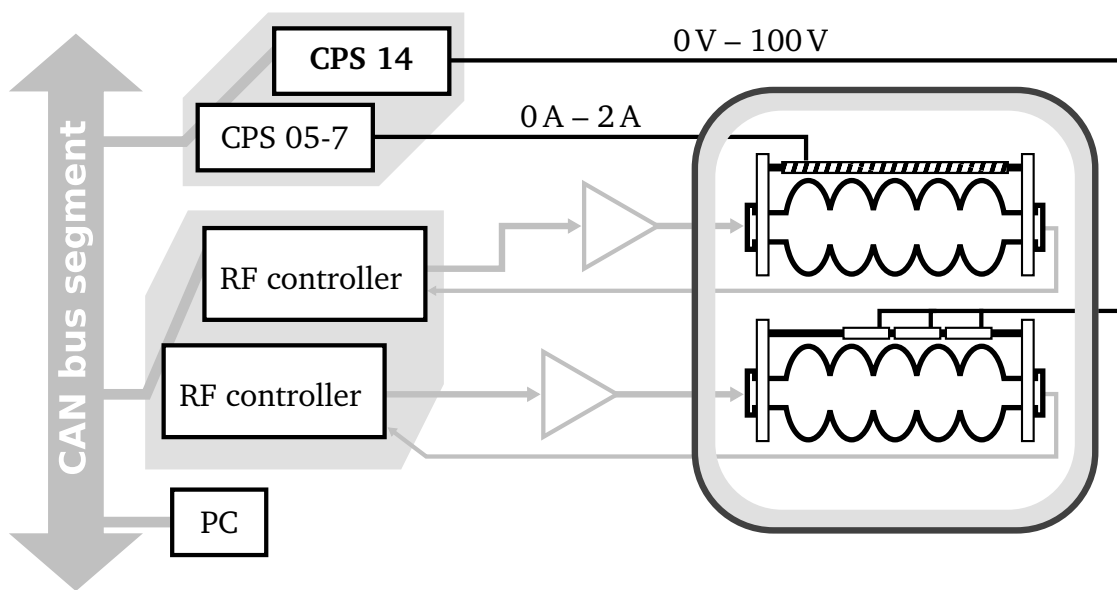 CPS 14
0 V – 100 V
CPS 05-7
0 A – 2 A
CAN bus segment
RF controller
RF controller
PC